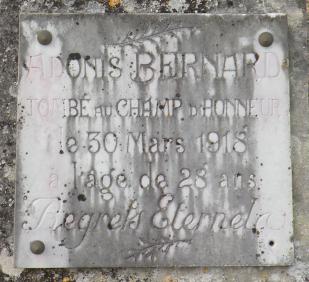 ADONIS BERNARD
TOMBÉ AU CHAMP D'HONNEUR
le 30 Mars 1918
à l'âge de 28 ans
Regrets Eternels